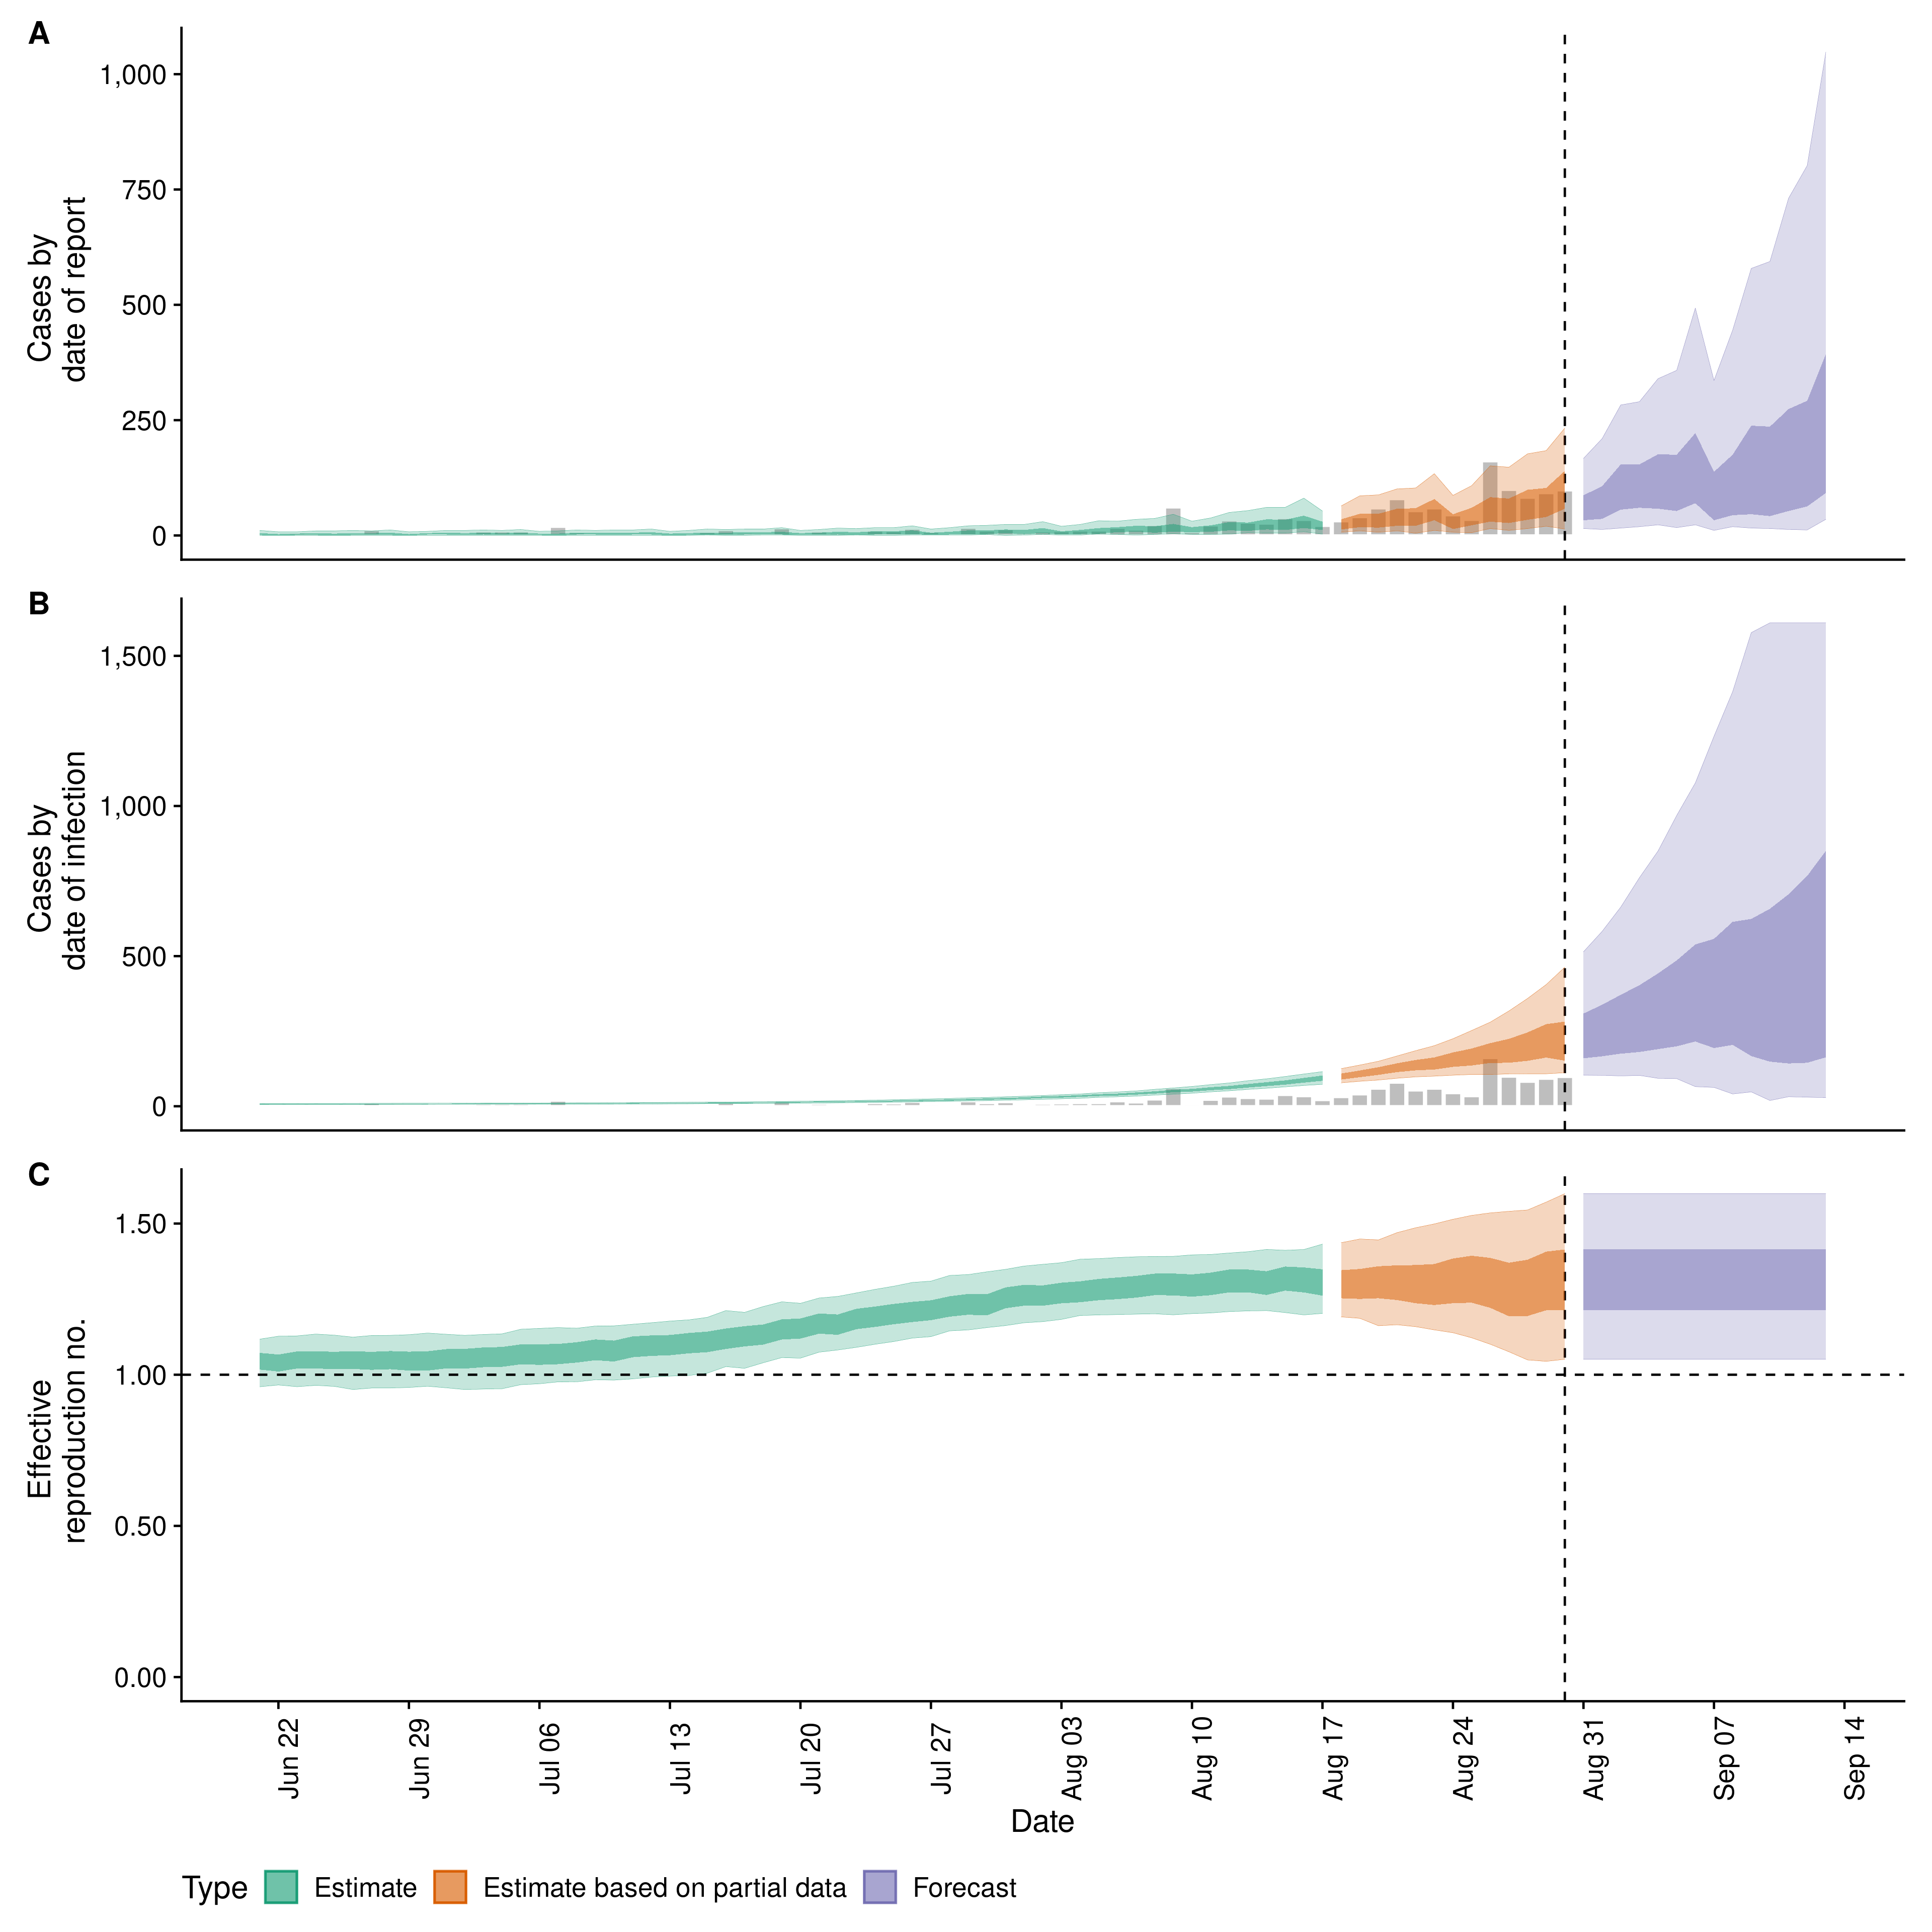 A
1,000
750
500
250
0
Cases by
date of report
B
1,500
1,000
500
0
Cases by
date of infection
C
1.50
1.00
0.50
0.00
Effective
reproduction no.
Jun 22
Jun 29
Jul 06
Jul 13
Jul 20
Jul 27
Aug 03
Aug 10
Aug 17
Aug 24
Aug 31
Sep 07
Sep 14
Date
Type Estimate Estimate based on partial data Forecast